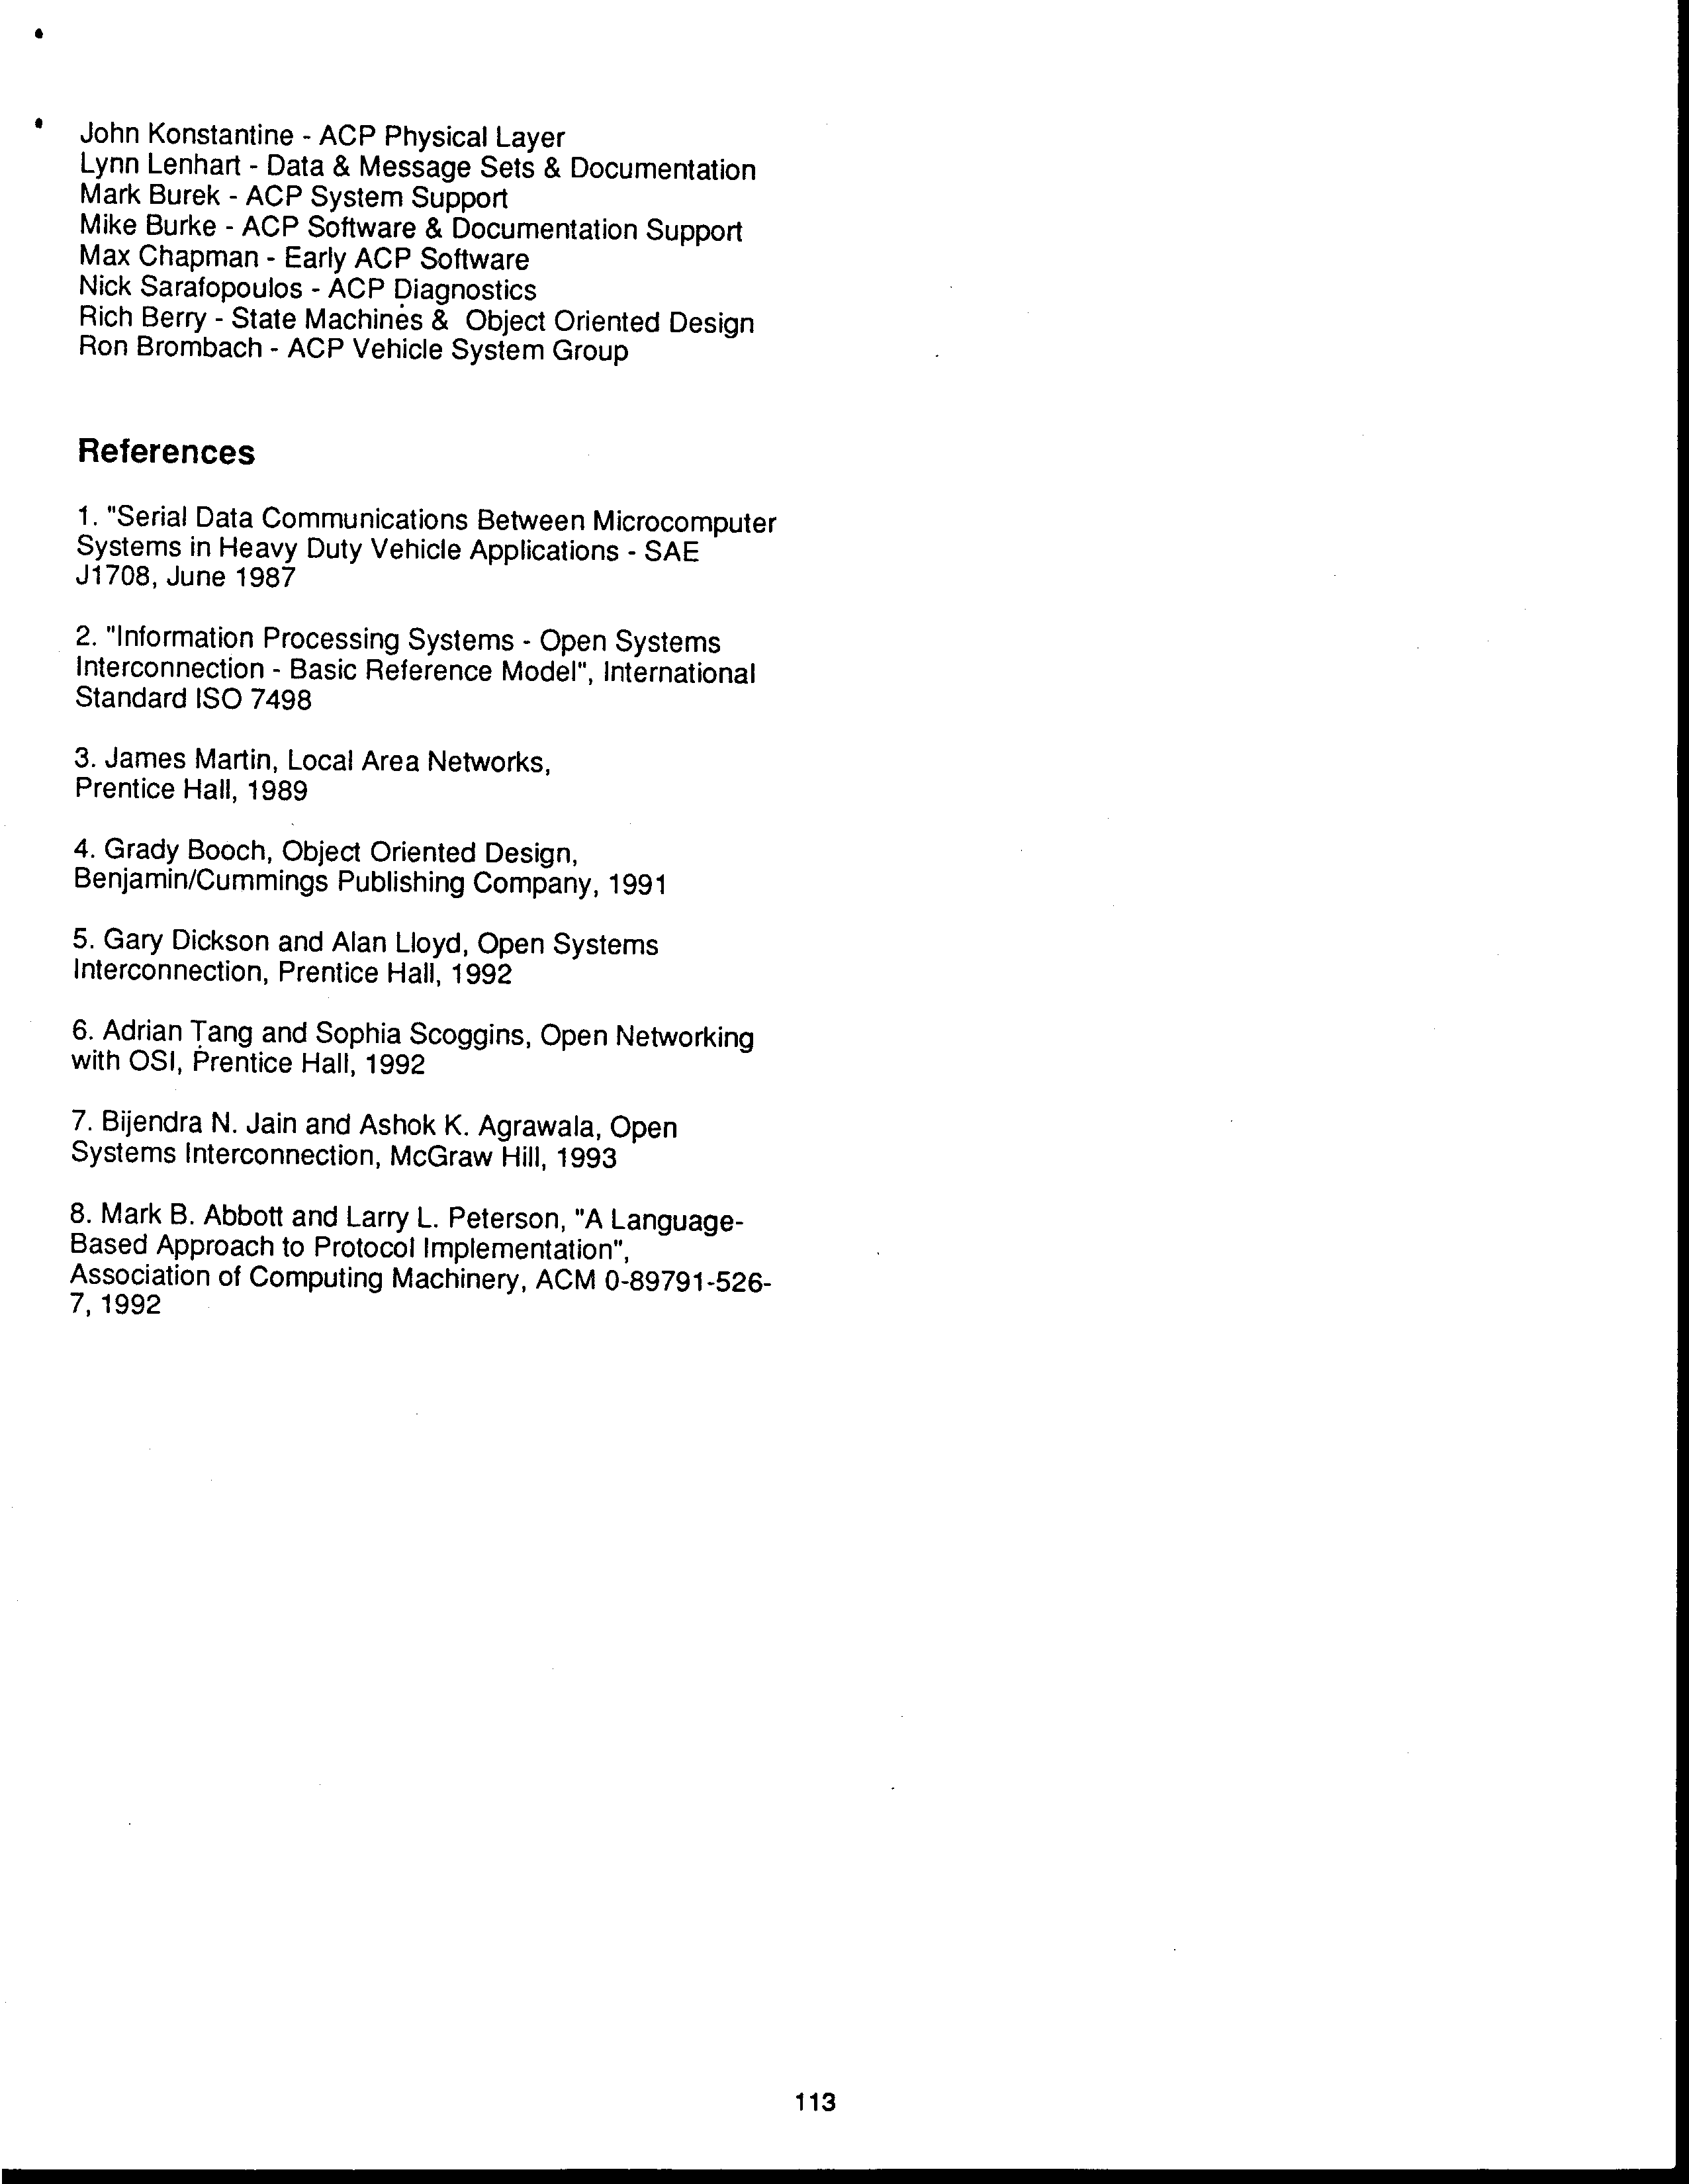 John Konstantine - ACP Physical Layer
Lynn Lenhart - Data & Message Sets & Documentation
Mark Burek - ACP System Support
Mike Burke - ACP Software & Documentation Support
Max Chapman - Early ACP Software
Nick Sarafopoulos - ACP Diagnostics
Rich Berry - State Machines &  Object Oriented Design
Ron Brombach - ACP Vehicle System Group
References
1. "Serial Data Communications Between Microcomputer
Systems in Heavy Duty Vehicle Applications - SAE
J1708, June 1987
2. "Information Processing Systems - Open Systems
Interconnection - Basic Reference Model", International
Standard ISO 7498
3. James Martin, Local Area Networks,
Prentice Hall, 1989
4. Grady Booch, Object Oriented Design,
Benjamin/Cummings Publishing Company, 1991
5. Gary Dickson and Alan Lloyd, Open Systems
Interconnection, Prentice Hall, 1992
6. Adrian Tang and Sophia Scoggins, Open Networking
with OSI, Prentice Hall, 1992
7. Bijendra N. Jain and Ashok K. Agrawala, Open
Systems Interconnection, McGraw Hill, 1993
8. Mark B. Abbott and Larry L. Peterson, "A Language-
Based Approach to Protocol Implementation",
Association of Computing Machinery, ACM 0-89791-526-
7, 1992
113